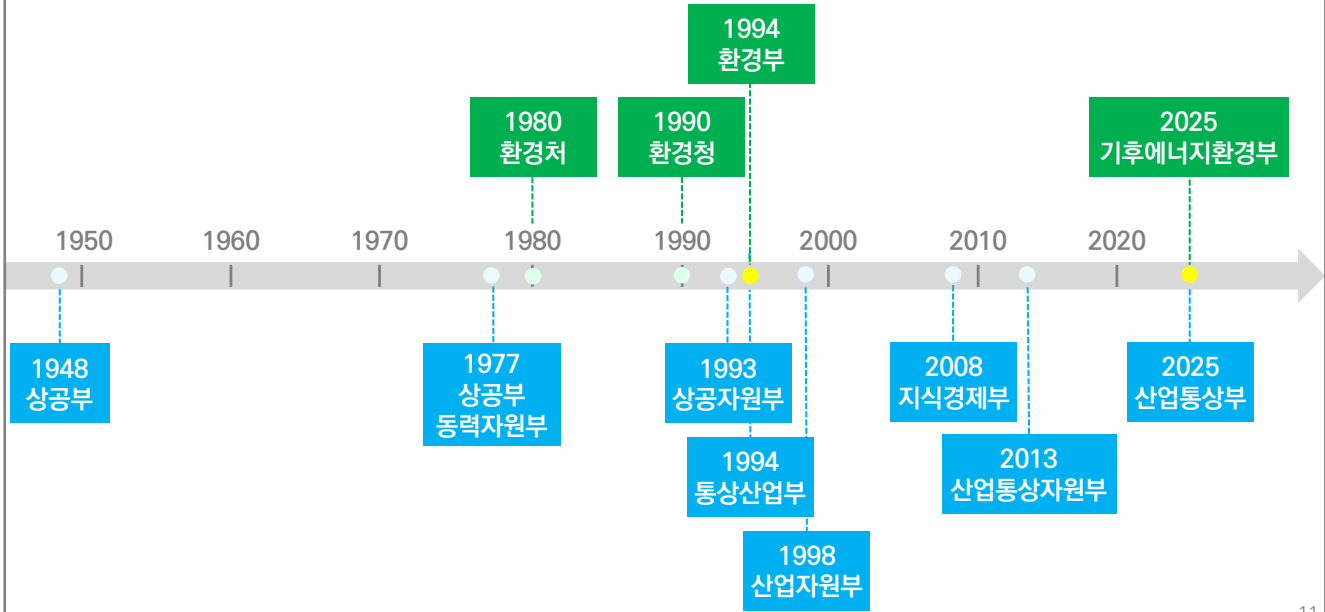 1994
환경부
1980
환경처
1990
환경청
2025
기후에너지환경부
1950
1960
1970
1980
1990
2000
2010
2020
1948
상공부
1977
상공부
동력자원부
1993
상공자원부
2008
지식경제부
2025
산업통상부
1994
통상산업부
2013
산업통상자원부
1998
산업자원부
11